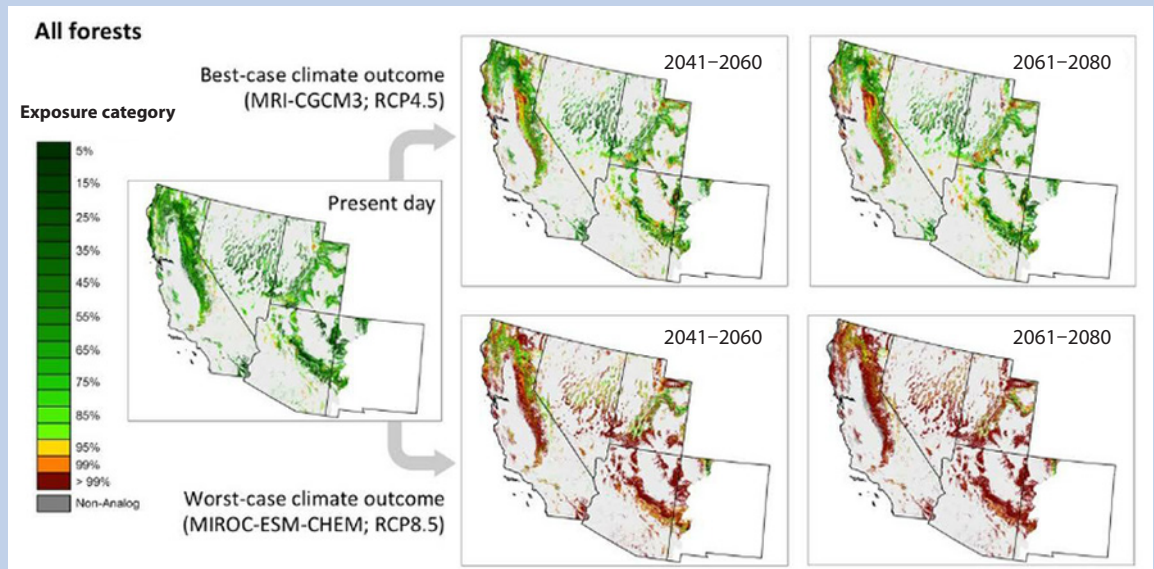 All forests
Best-case climate outcome
(MRI-CGCM3; RCP4.5)
Exposure category
5%
15%
25%
35%
45%
55%
65%
75%
85%
95%
99%
> 99%
Non-Analog
Present day
2041–2060
2061–2080
Worst-case climate outcome
(MIROC-ESM-CHEM; RCP8.5)
2041–2060
2061–2080